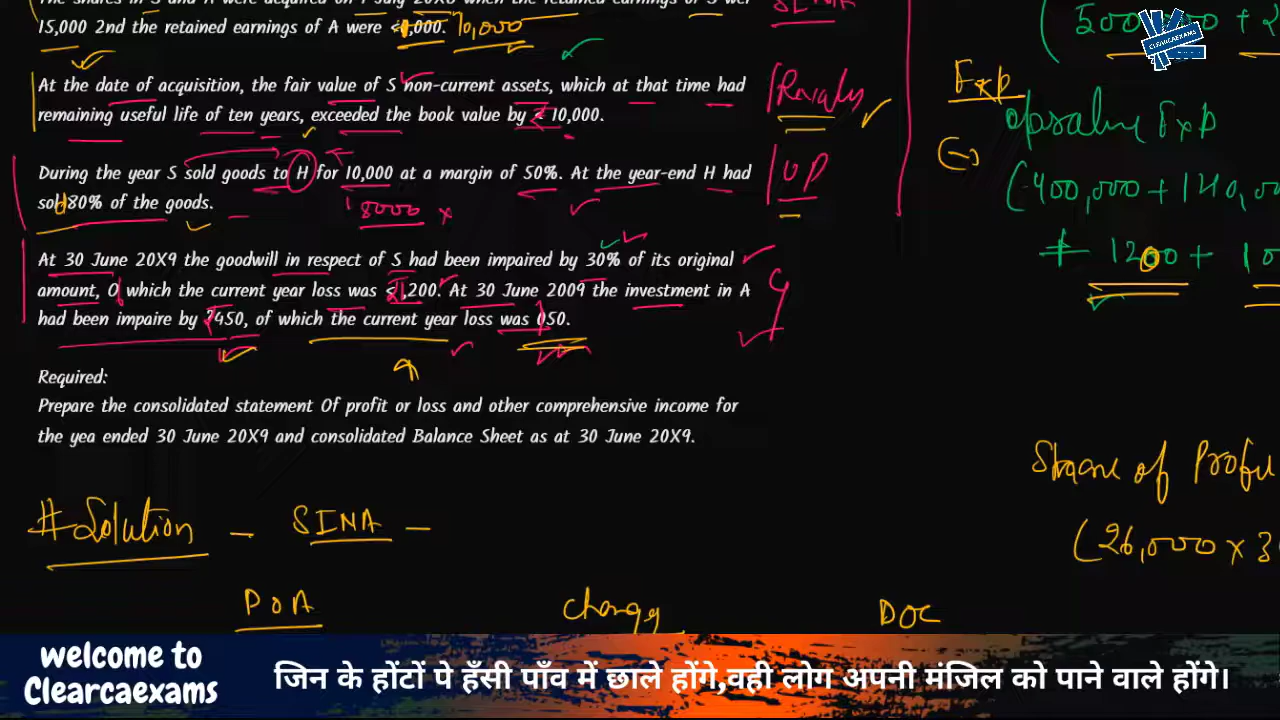 15,000 2nd the retained earnings of A were 10,000.
10,000
At the date of acquisition, the fair value of S non-current assets, which at that time had
remaining useful life of ten years, exceeded the book value by ₹ 10,000.
During the year S sold goods to H for 10,000 at a margin of 50%. At the year-end H had
sold 80% of the goods.
8000 x
UP
At 30 June 20X9 the goodwill in respect of S had been impaired by 30% of its original
amount, O which the current year loss was ₹1,200. At 30 June 2009 the investment in A
had been impaire by ₹450, of which the current year loss was 050.
Required:
Prepare the consolidated statement Of profit or loss and other comprehensive income for
the yea ended 30 June 20X9 and consolidated Balance Sheet as at 30 June 20X9.
#Solution - SINA -
DOA Change DOC
CLEARCAEXAMS
Exp
operating Exp
(-)
(400,000 + 140,0
+ 1200 + 10
Share of Profi
(26,000 x 3
welcome to
Clearcaexams
जिन के होंटों पे हँसी पाँव में छाले होंगे,वही लोग अपनी मंजिल को पाने वाले होंगे।